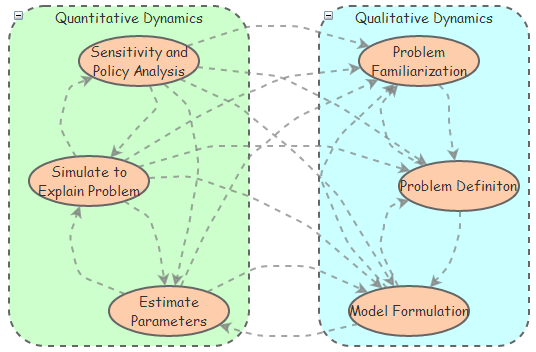 Quantitative Dynamics
Sensitivity and
Policy Analysis
Simulate to
Explain Problem
Estimate
Parameters
Qualitative Dynamics
Problem
Familiarization
Problem Definiton
Model Formulation